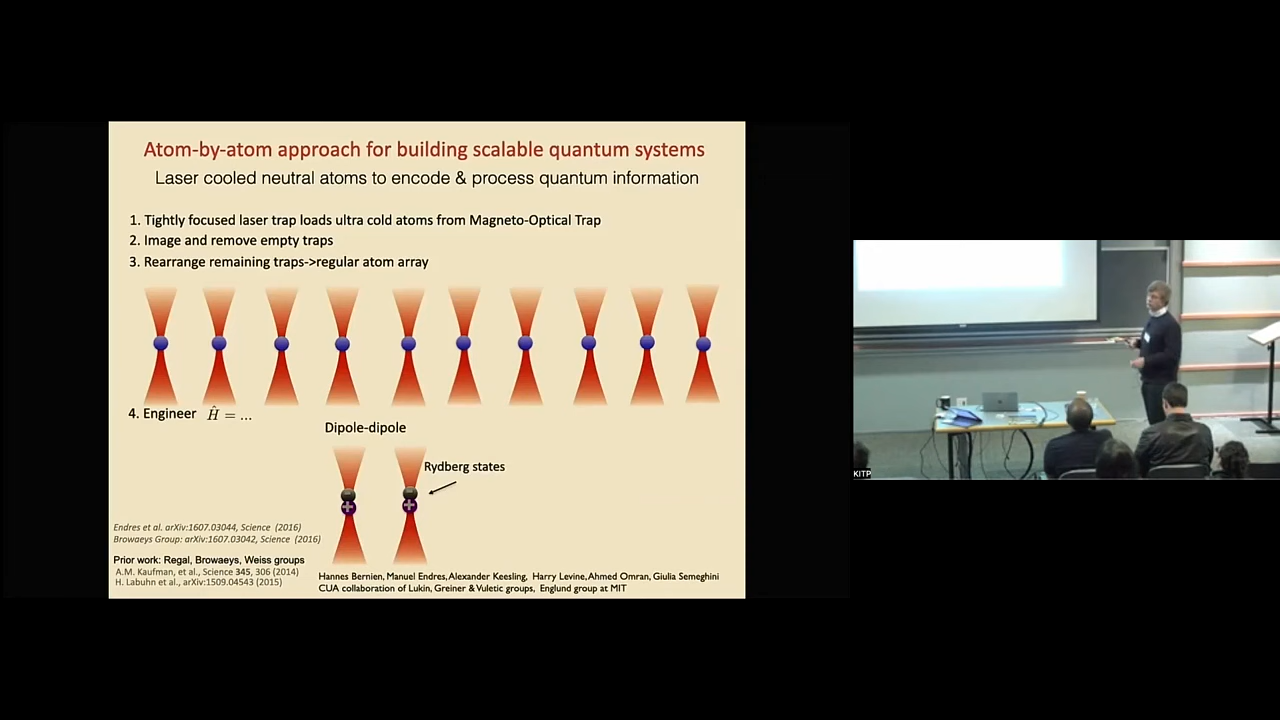 Atom-by-atom approach for building scalable quantum systems
Laser cooled neutral atoms to encode & process quantum information
1. Tightly focused laser trap loads ultra cold atoms from Magneto-Optical Trap
2. Image and remove empty traps
3. Rearrange remaining traps->regular atom array
4. Engineer Ĥ = ...
Dipole-dipole
Rydberg states
Endres et al. arXiv:1607.03044, Science (2016)
Browaeys Group: arXiv:1607.03042, Science (2016)
Prior work: Regal, Browaeys, Weiss groups
A.M. Kaufman, et al., Science 345, 306 (2014)
H. Labuhn et al., arXiv:1509.04543 (2015)
Hannes Bernien, Manuel Endres, Alexander Keesling, Harry Levine, Ahmed Omran, Giulia Semeghini
CUA collaboration of Lukin, Greiner & Vuletic groups, Englund group at MIT
KITP